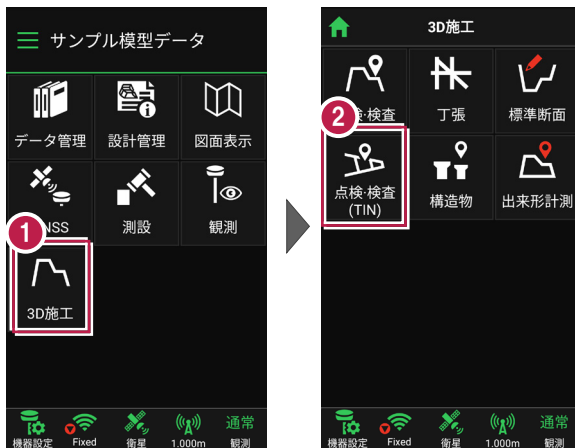 サンプル模型データ
データ管理
設計管理
図面表示
NSS
測設
観測
1
3D施工
機器設定
Fixed
衛星
1.000m
通常
観測
3D施工
検・検査
丁張
標準断面
2
点検・検査
(TIN)
構造物
出来形計測
機器設定
Fixed
衛星
1.000m
通常
観測